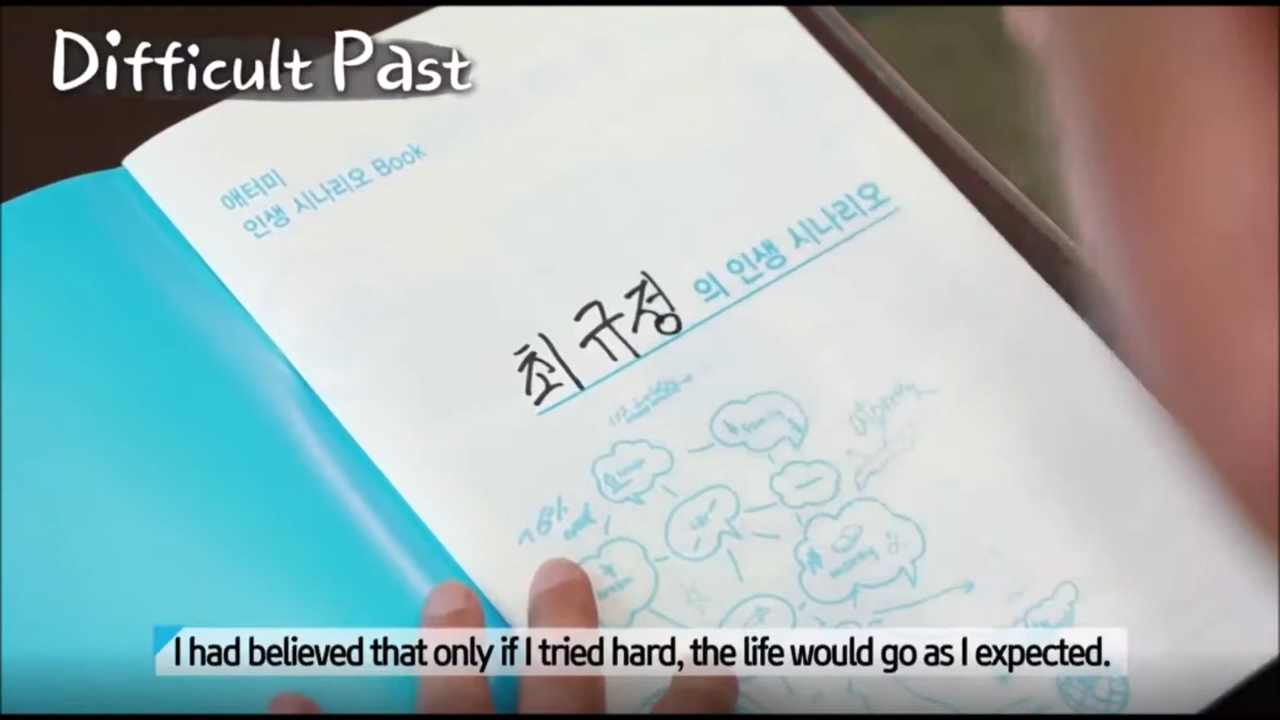 Difficult Past
애터미
인생 시나리오 Book
최규정 의 인생 시나리오
I had believed that only if I tried hard, the life would go as I expected.